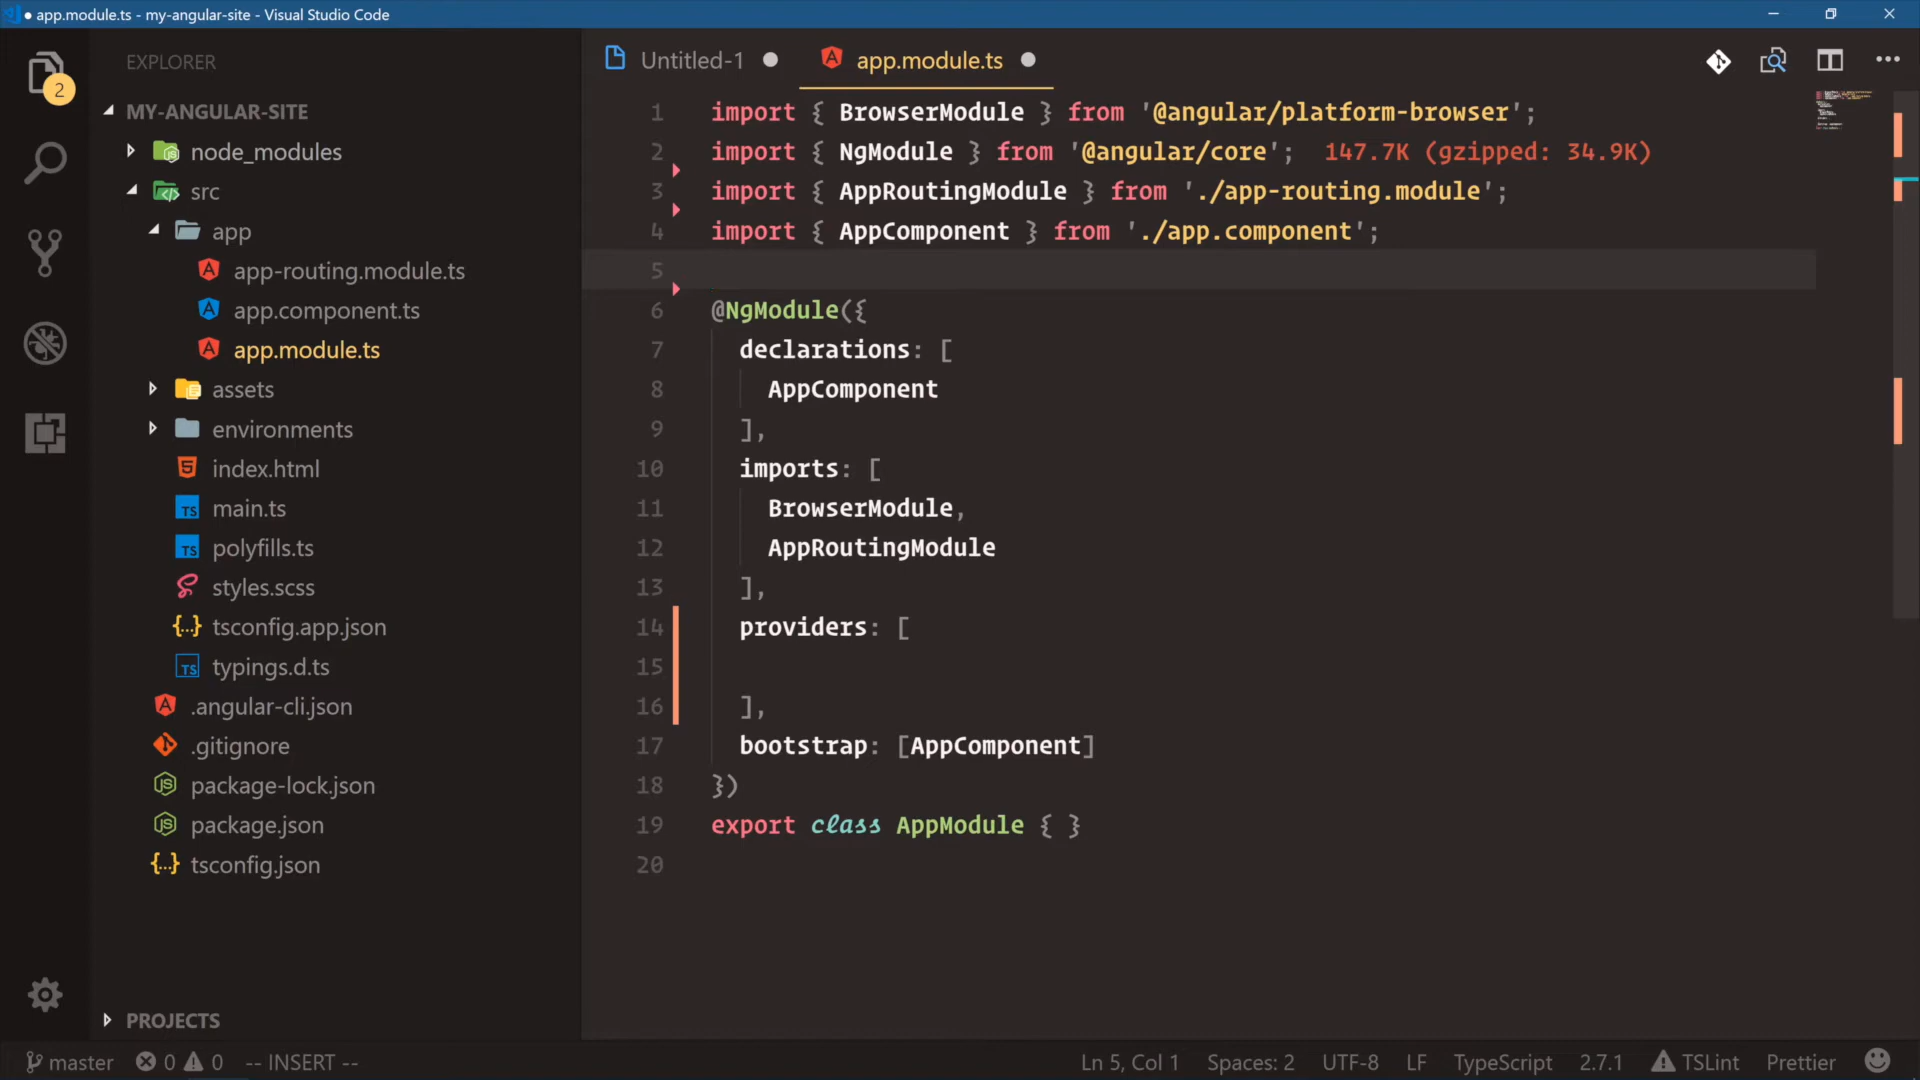 ● app.module.ts - my-angular-site - Visual Studio Code
EXPLORER
2
MY-ANGULAR-SITE
node_modules
src
app
app-routing.module.ts
app.component.ts
app.module.ts
assets
environments
index.html
main.ts
polyfills.ts
styles.scss
{..} tsconfig.app.json
typings.d.ts
.angular-cli.json
.gitignore
package-lock.json
package.json
{..} tsconfig.json
PROJECTS
Untitled-1 ● app.module.ts ●
1 import { BrowserModule } from '@angular/platform-browser';
2 import { NgModule } from '@angular/core'; 147.7K (gzipped: 34.9K)
3 import { AppRoutingModule } from './app-routing.module';
4 import { AppComponent } from './app.component';
5
6 @NgModule({
7 declarations: [
8 AppComponent
9 ],
10 imports: [
11 BrowserModule,
12 AppRoutingModule
13 ],
14 providers: [
15
16 ],
17 bootstrap: [AppComponent]
18 })
19 export class AppModule { }
20
master 0 0 -- INSERT -- Ln 5, Col 1 Spaces: 2 UTF-8 LF TypeScript 2.7.1 TSLint Prettier